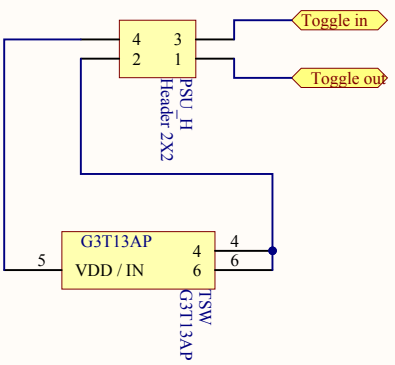 Toggle in
4 3
2 1
Toggle out
PSU_H
Header 2X2
G3T13AP
5 VDD / IN 4 4
6 6
TSW
G3T13AP